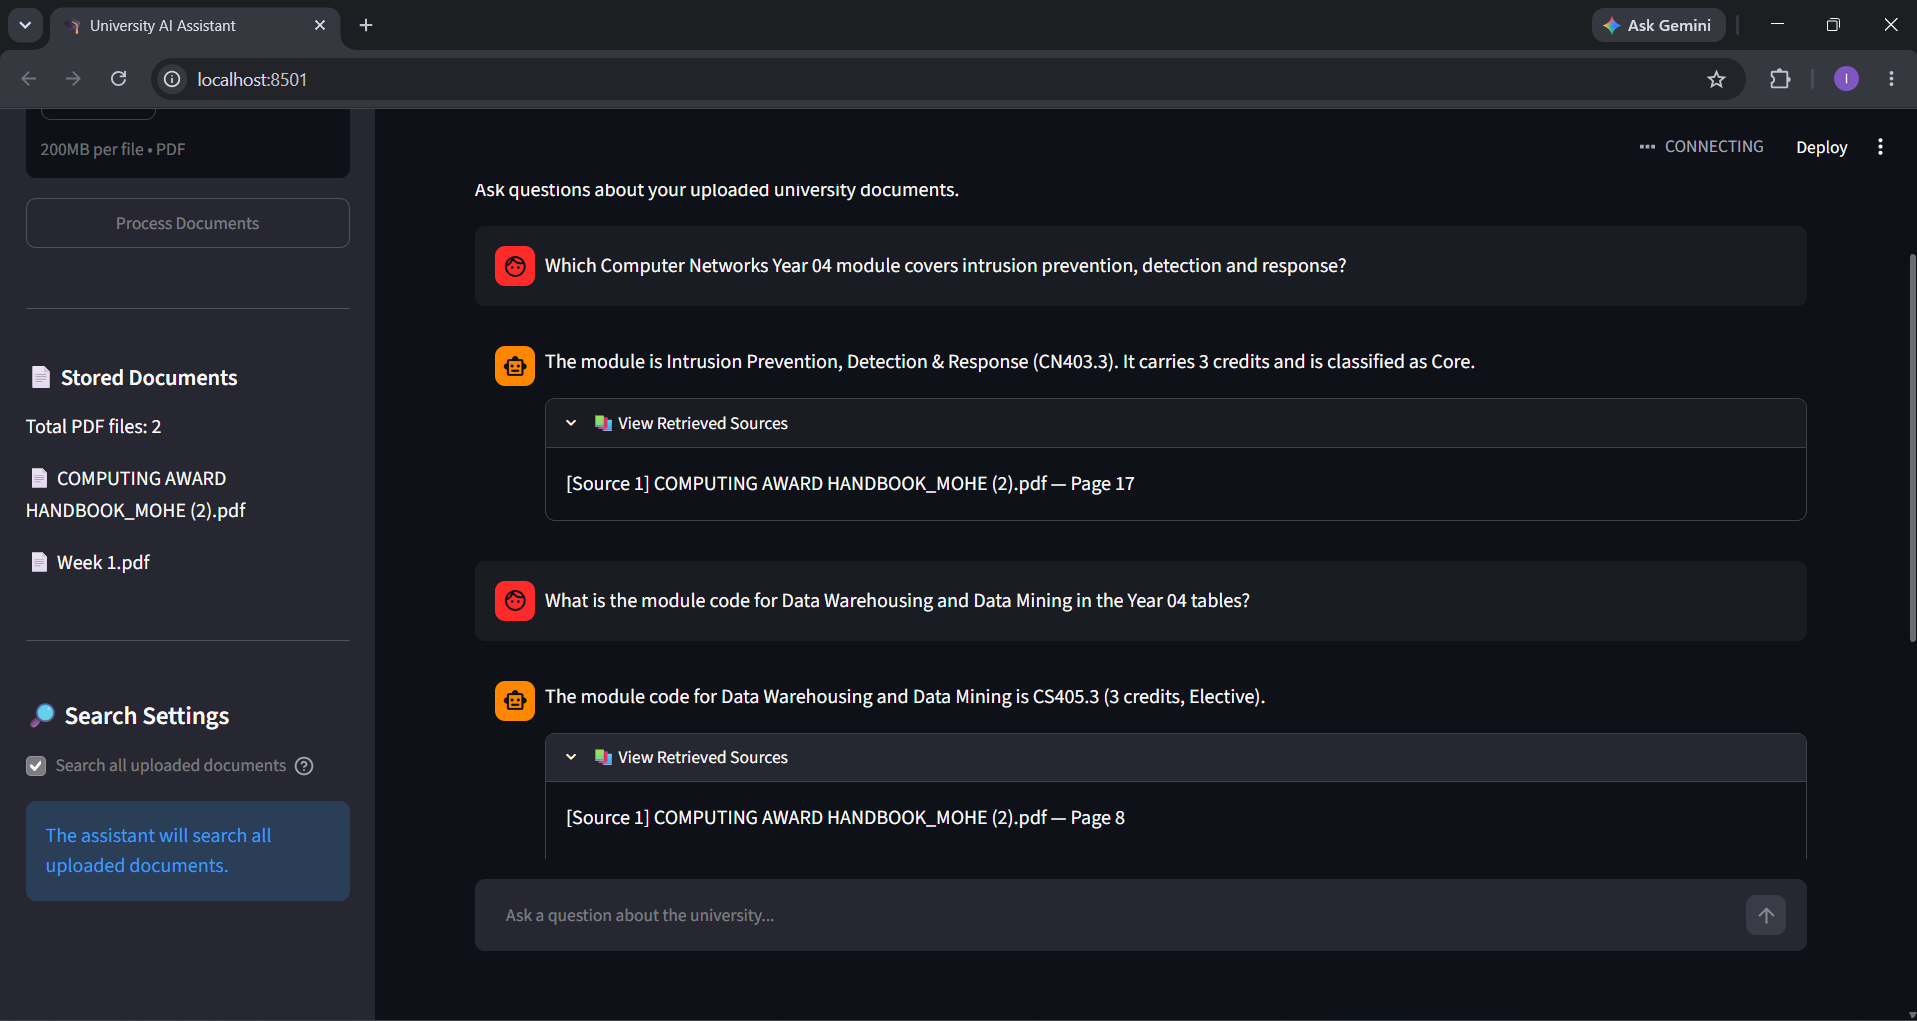 University AI Assistant
Ask Gemini
localhost:8501
I
200MB per file • PDF
Process Documents
Stored Documents
Total PDF files: 2
COMPUTING AWARD
HANDBOOK_MOHE (2).pdf
Week 1.pdf
Search Settings
Search all uploaded documents
The assistant will search all
uploaded documents.
CONNECTING
Deploy
Ask questions about your uploaded university documents.
Which Computer Networks Year 04 module covers intrusion prevention, detection and response?
The module is Intrusion Prevention, Detection & Response (CN403.3). It carries 3 credits and is classified as Core.
View Retrieved Sources
[Source 1] COMPUTING AWARD HANDBOOK_MOHE (2).pdf — Page 17
What is the module code for Data Warehousing and Data Mining in the Year 04 tables?
The module code for Data Warehousing and Data Mining is CS405.3 (3 credits, Elective).
View Retrieved Sources
[Source 1] COMPUTING AWARD HANDBOOK_MOHE (2).pdf — Page 8
Ask a question about the university...